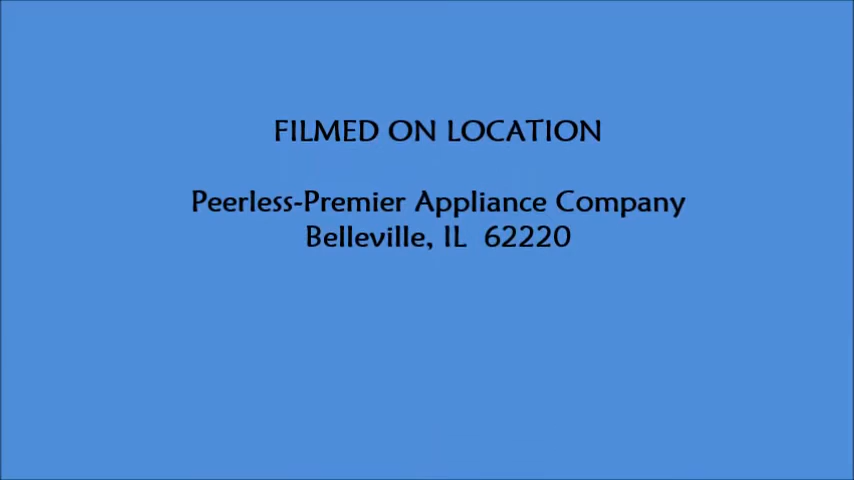 FILMED ON LOCATION
Peerless-Premier Appliance Company
Belleville, IL  62220